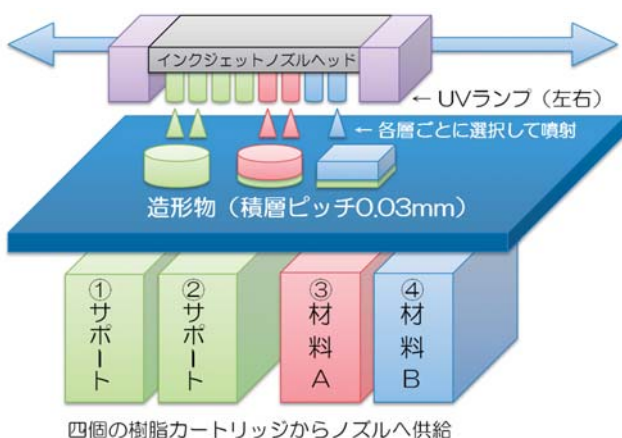 インクジェットノズルヘッド
← UVランプ（左右）
← 各層ごとに選択して噴射
造形物（積層ピッチ0.03mm）
①サポート
②サポート
③材料A
④材料B
四個の樹脂カートリッジからノズルへ供給